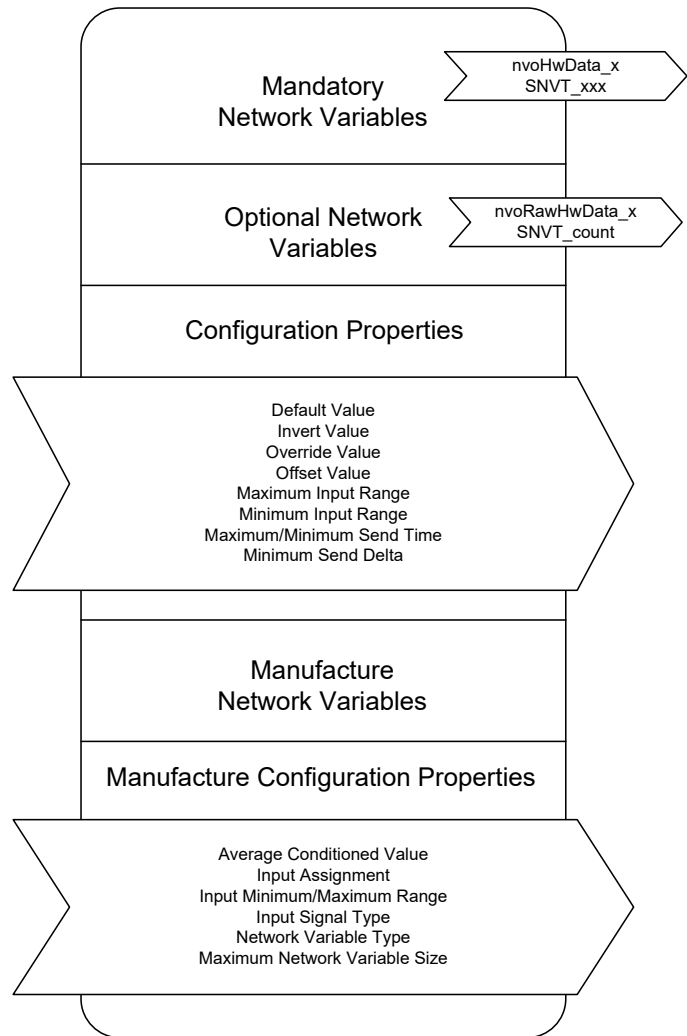 Mandatory
Network Variables
nvoHwData_x
SNVT_xxx
Optional Network
Variables
nvoRawHwData_x
SNVT_count
Configuration Properties
Default Value
Invert Value
Override Value
Offset Value
Maximum Input Range
Minimum Input Range
Maximum/Minimum Send Time
Minimum Send Delta
Manufacture
Network Variables
Manufacture Configuration Properties
Average Conditioned Value
Input Assignment
Input Minimum/Maximum Range
Input Signal Type
Network Variable Type
Maximum Network Variable Size